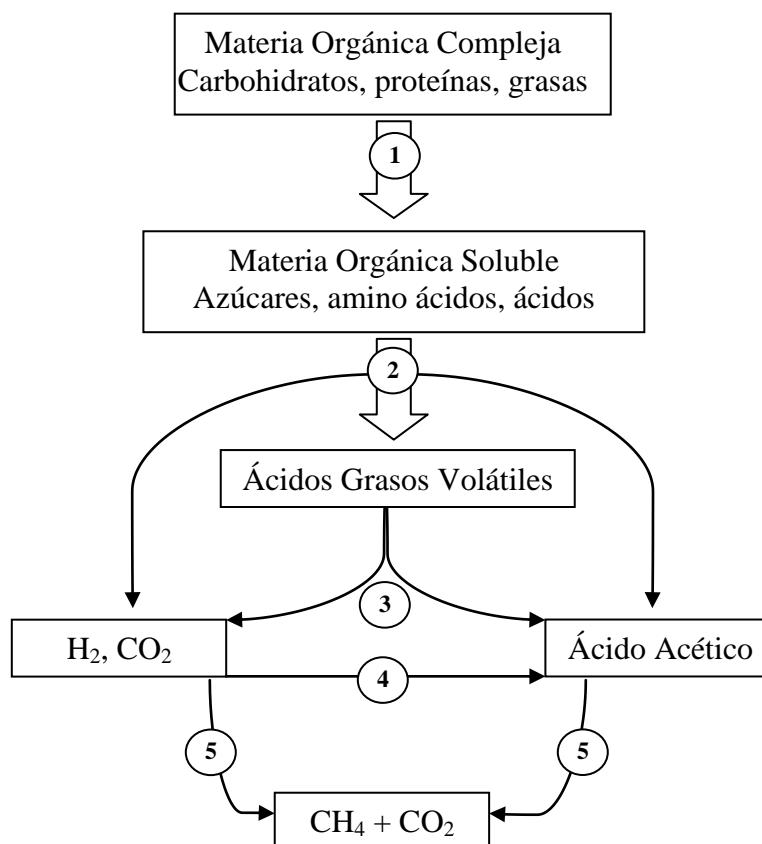 Materia Orgánica Compleja
Carbohidratos, proteínas, grasas
1
Materia Orgánica Soluble
Azúcares, amino ácidos, ácidos
2
Ácidos Grasos Volátiles
3
H₂, CO₂
Ácido Acético
4
5
5
CH₄ + CO₂